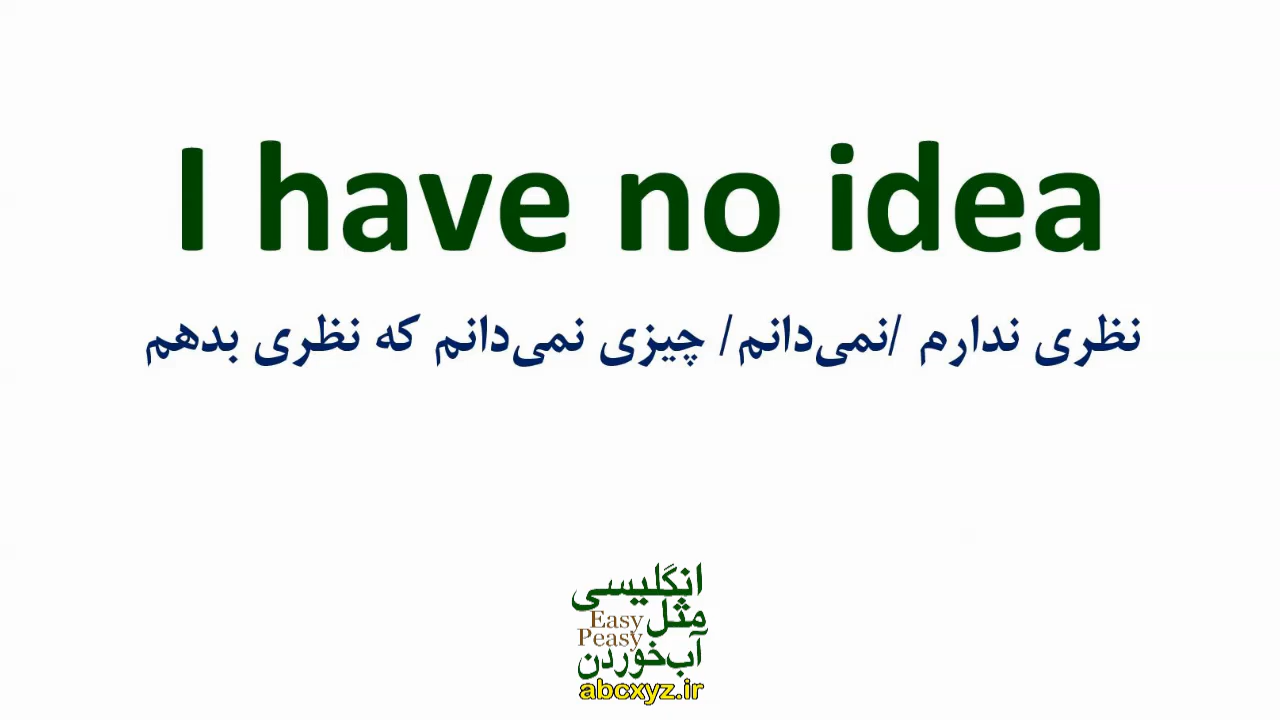 I have no idea
نظری ندارم /نمی‌دانم/ چیزی نمی‌دانم که نظری بدهم
انگلیسی
مثل
Easy
Peasy
آب‌خوردن
abcxyz.ir